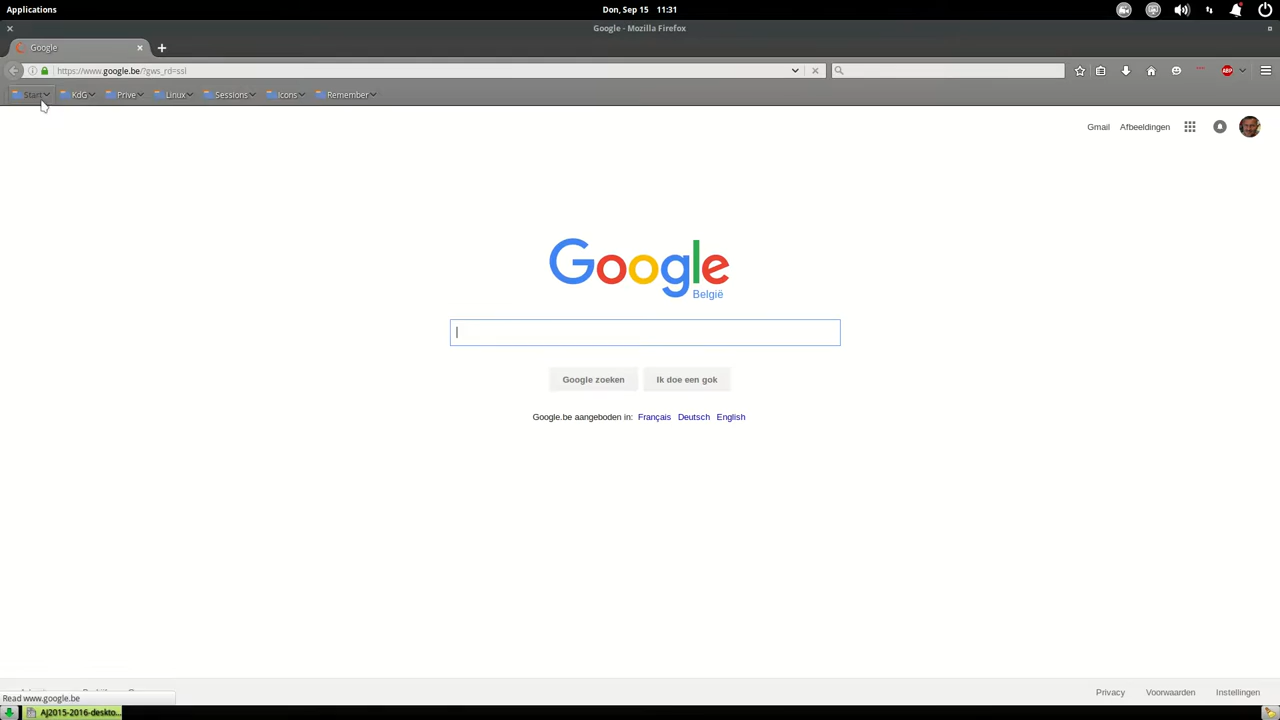 Applications
Don, Sep 15 11:31
Google - Mozilla Firefox
Google
https://www.google.be/?gws_rd=ssl
ABP
Start
KdG
Prive
Linux
Sessions
Icons
Remember
Gmail
Afbeeldingen
Google
België
Google zoeken
Ik doe een gok
Google.be aangeboden in: Français Deutsch English
Privacy
Voorwaarden
Instellingen
Read www.google.be
AJ2015-2016-deskto...